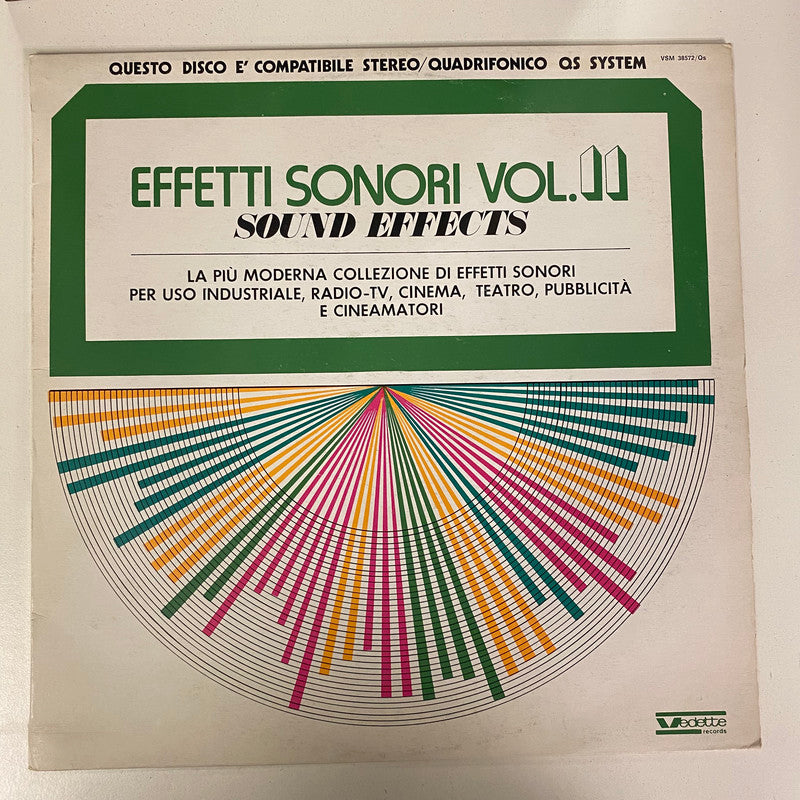 QUESTO DISCO E' COMPATIBILE STEREO/QUADRIFONICO QS SYSTEM
VSM 38572/Qs
EFFETTI SONORI VOL.11
SOUND EFFECTS
LA PIÙ MODERNA COLLEZIONE DI EFFETTI SONORI
PER USO INDUSTRIALE, RADIO-TV, CINEMA, TEATRO, PUBBLICITÀ
E CINEAMATORI
Vedette
records